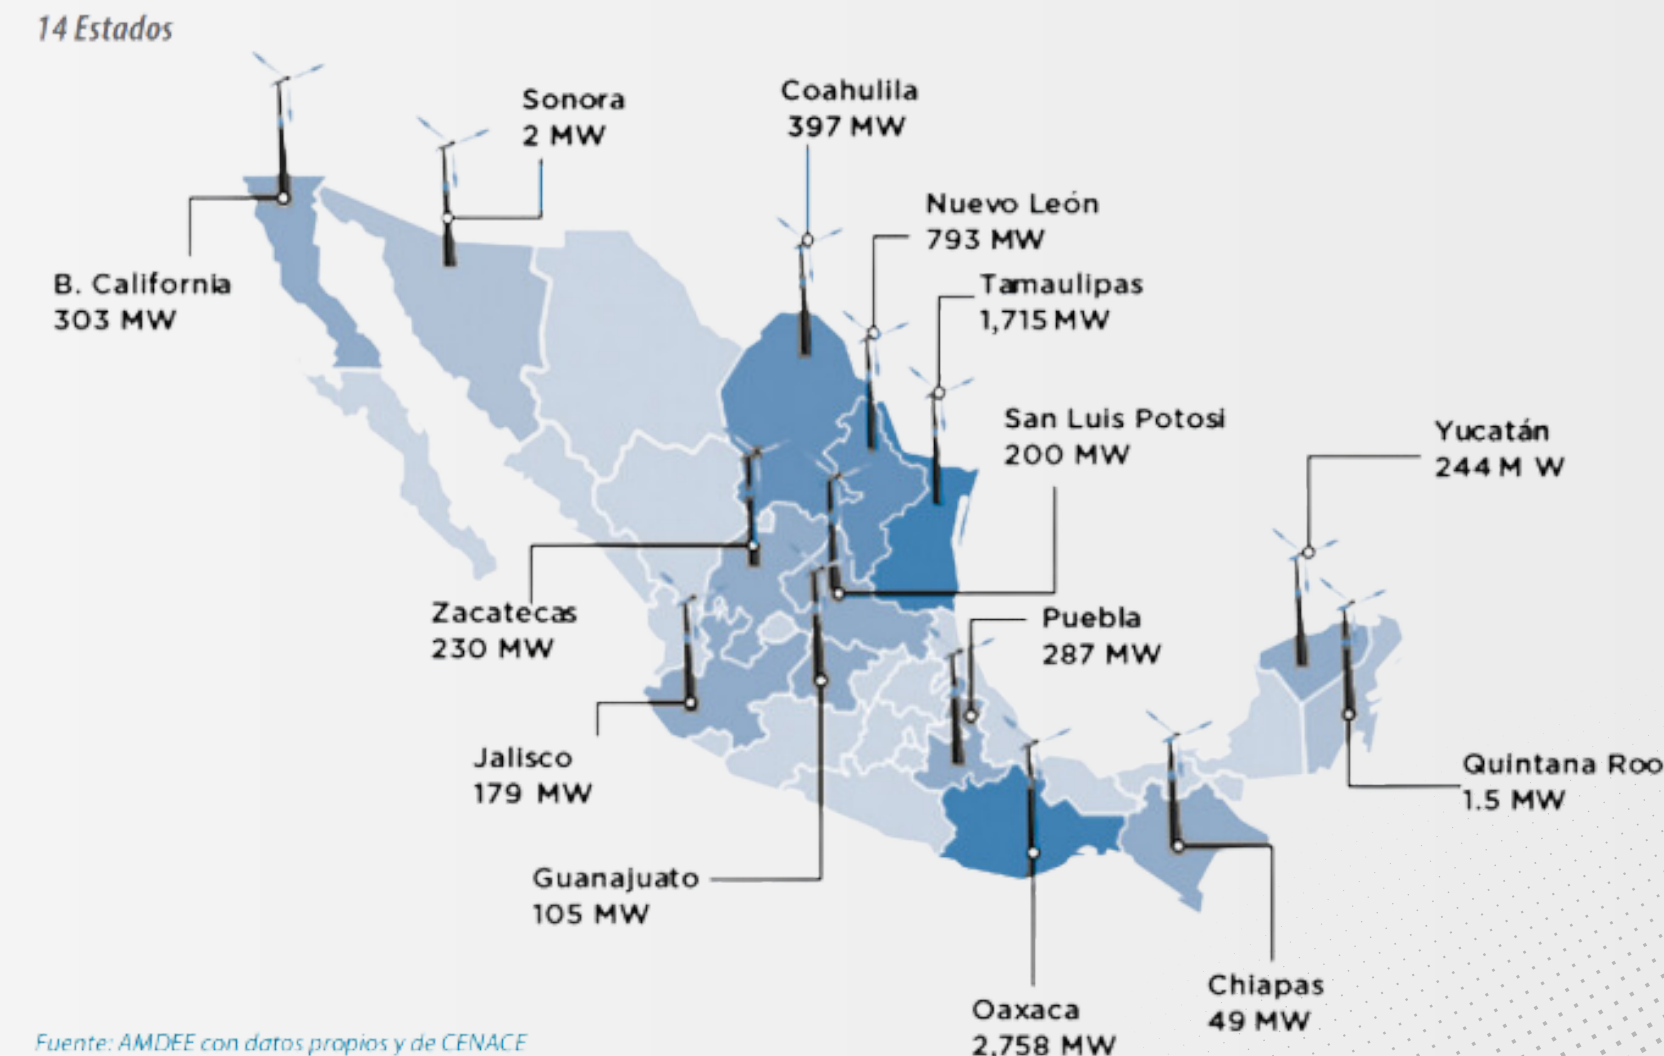 14 Estados
Sonora
2 MW
Coahulila
397 MW
Nuevo León
793 MW
B. California
303 MW
Tamaulipas
1,715 MW
San Luis Potosi
200 MW
Yucatán
244 M W
Zacatecas
230 MW
Puebla
287 MW
Jalisco
179 MW
Quintana Roo
1.5 MW
Guanajuato
105 MW
Chiapas
49 MW
Oaxaca
2,758 MW
Fuente: AMDEE con datos propios y de CENACE